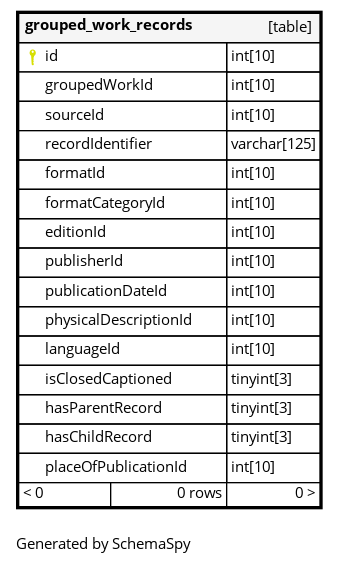 grouped_work_records [table]
id int[10]
groupedWorkId int[10]
sourceId int[10]
recordIdentifier varchar[125]
formatId int[10]
formatCategoryId int[10]
editionId int[10]
publisherId int[10]
publicationDateId int[10]
physicalDescriptionId int[10]
languageId int[10]
isClosedCaptioned tinyint[3]
hasParentRecord tinyint[3]
hasChildRecord tinyint[3]
placeOfPublicationId int[10]
< 0 0 rows 0 >
Generated by SchemaSpy